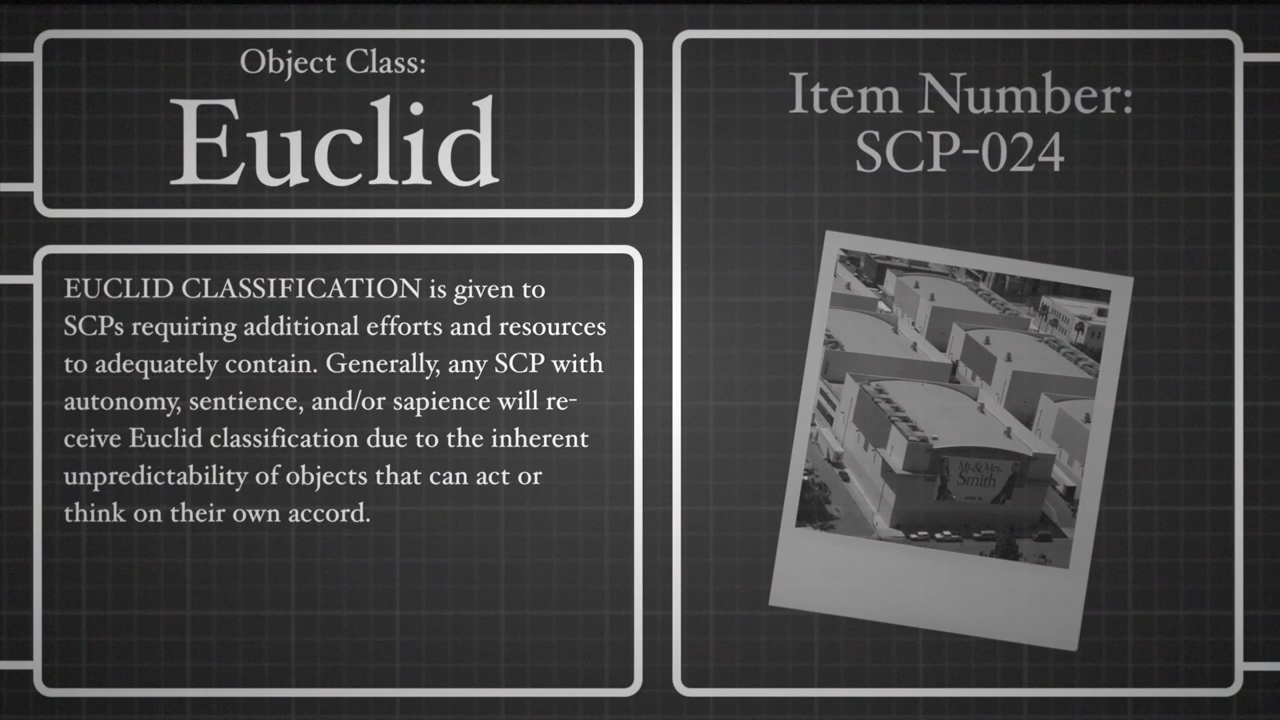 Object Class:
Euclid
EUCLID CLASSIFICATION is given to
SCPs requiring additional efforts and resources
to adequately contain. Generally, any SCP with
autonomy, sentience, and/or sapience will re-
ceive Euclid classification due to the inherent
unpredictability of objects that can act or
think on their own accord.
Item Number:
SCP-024
Mr. & Mrs.
Smith